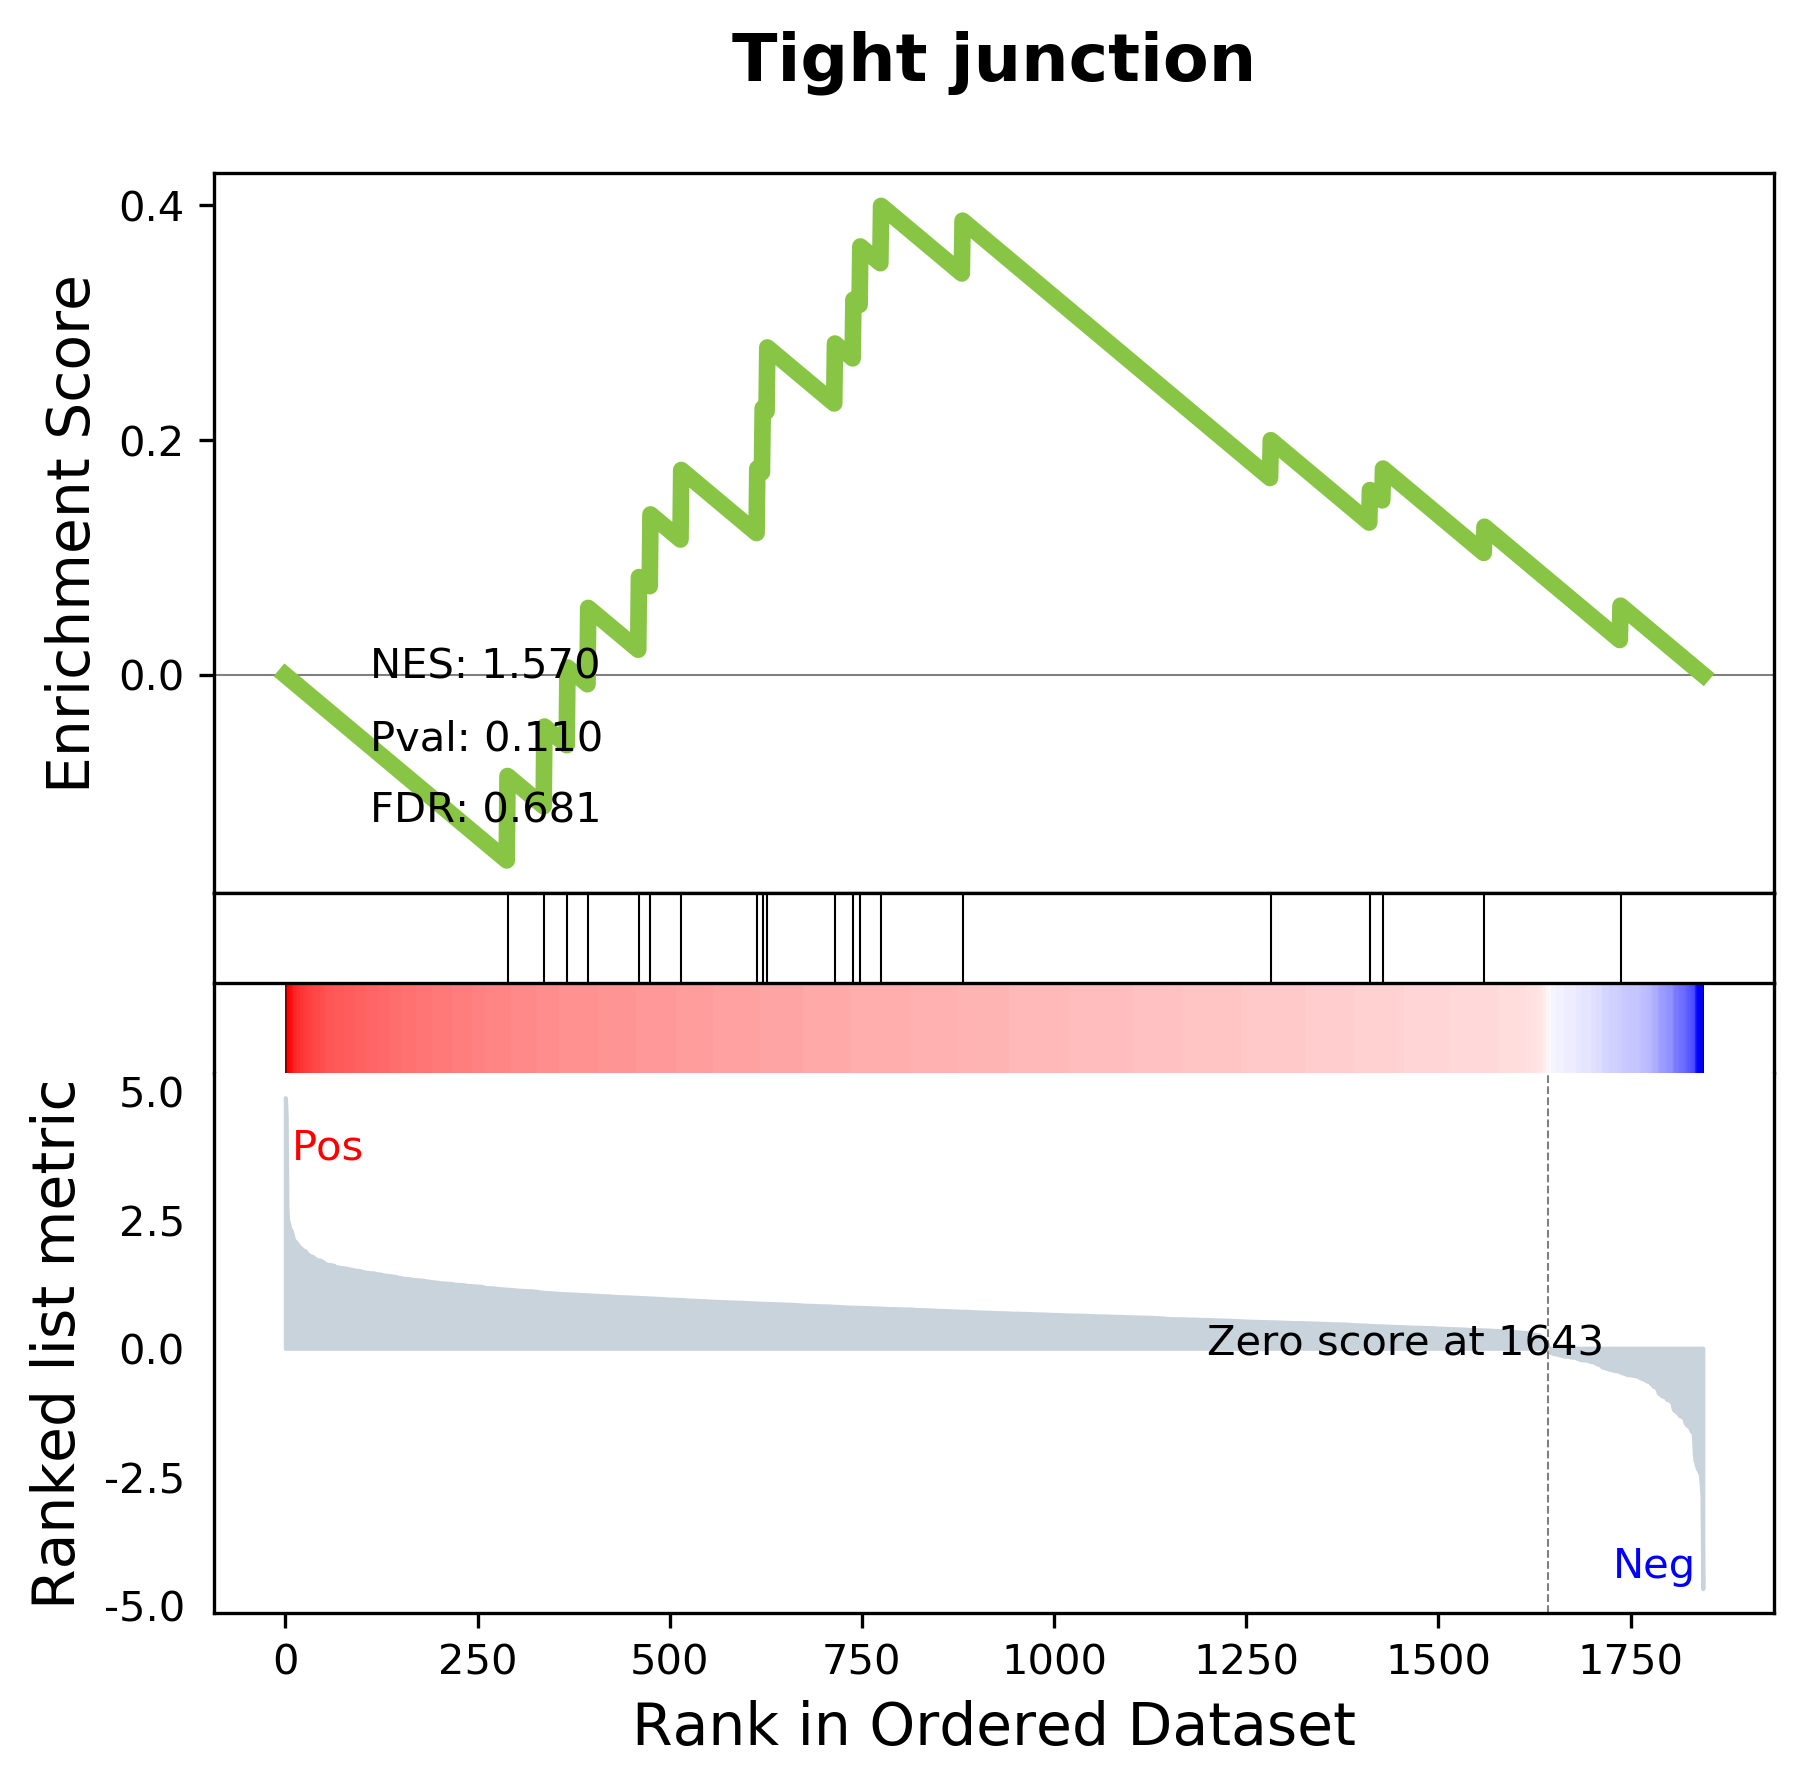 Tight junction
Enrichment Score
0.4
0.2
0.0
NES: 1.570
Pval: 0.110
FDR: 0.681
Ranked list metric
5.0
2.5
0.0
-2.5
-5.0
Pos
Zero score at 1643
Neg
0 250 500 750 1000 1250 1500 1750
Rank in Ordered Dataset